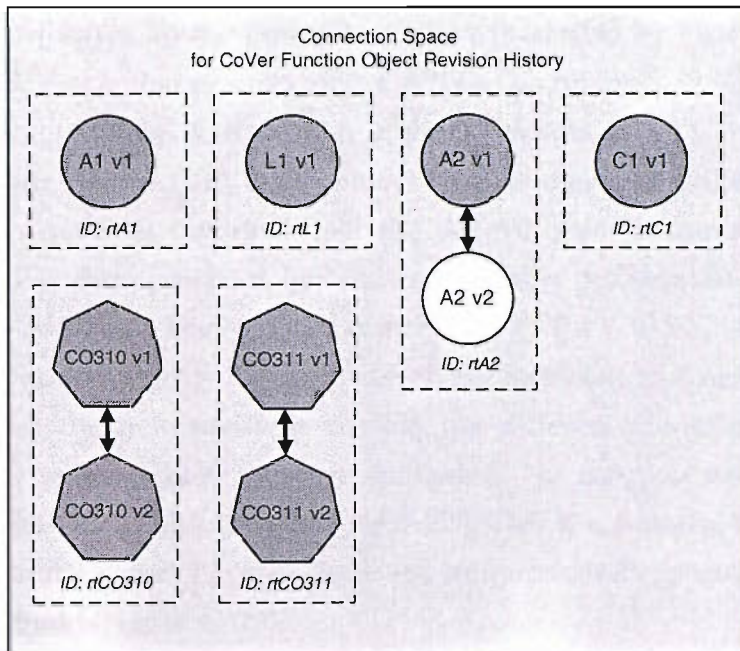 Connection Space
for CoVer Function Object Revision History
A1 v1
ID: rtA1
L1 v1
ID: rtL1
A2 v1
A2 v2
ID: rtA2
C1 v1
ID: rtC1
CO310 v1
CO310 v2
ID: rtCO310
CO311 v1
CO311 v2
ID: rtCO311